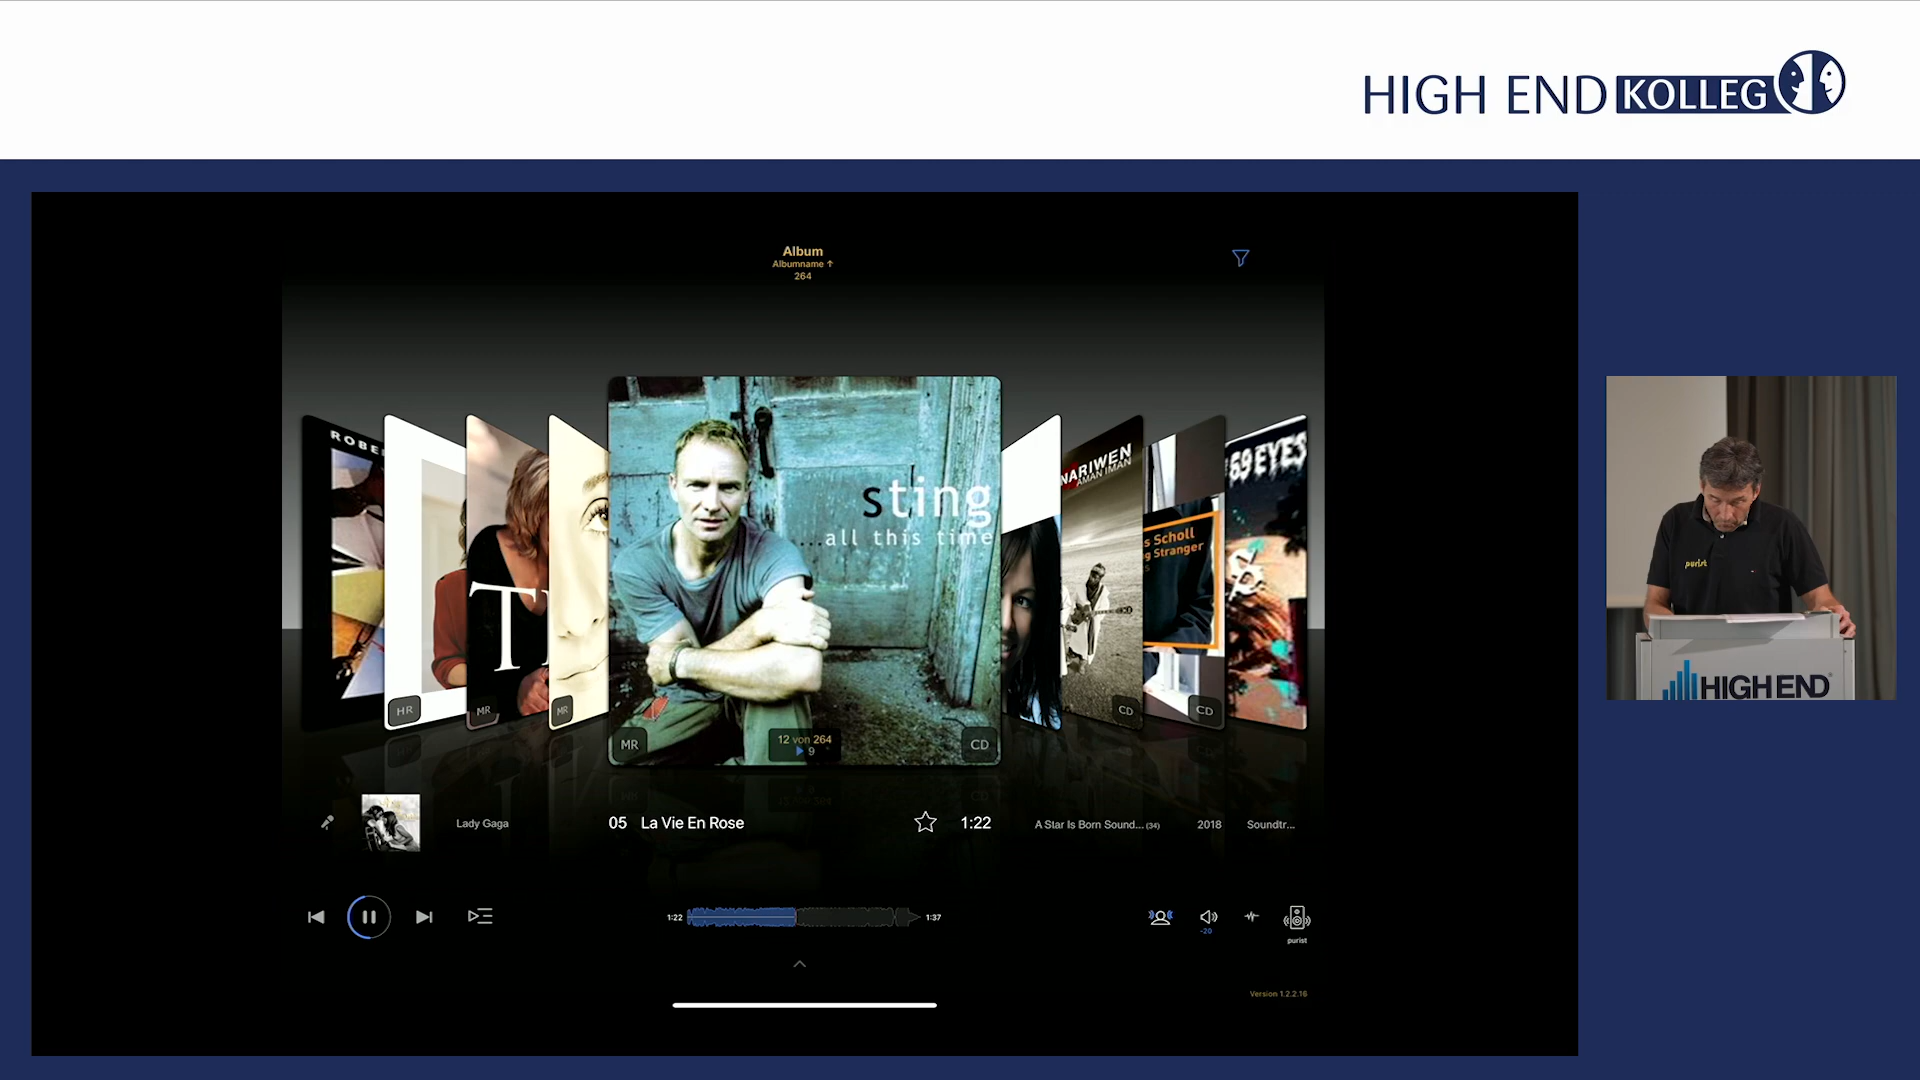 HIGH END KOLLEG
Album
Albumname ↑
264
ROBE
69 EYES
NARIWEN
AMAN IMAN
sting
...all this time
s Scholl
g Stranger
T
HR
MR
MR
MR
12 von 264
9
CD
CD
CD
purist
HIGH END
Lady Gaga
05 La Vie En Rose
1:22
A Star Is Born Sound... (34)
2018
Soundtr...
1:22
1:37
-20
purist
Version 1.2.2.16